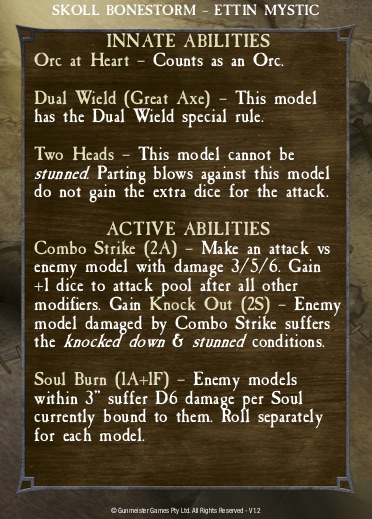 SKOLL BONESTORM - ETTIN MYSTIC
INNATE ABILITIES
Orc at Heart – Counts as an Orc.
Dual Wield (Great Axe) – This model
has the Dual Wield special rule.
Two Heads – This model cannot be
stunned. Parting blows against this model
do not gain the extra dice for the attack.
ACTIVE ABILITIES
Combo Strike (2A) – Make an attack vs
enemy model with damage 3/5/6. Gain
+1 dice to attack pool after all other
modifiers. Gain Knock Out (2S) – Enemy
model damaged by Combo Strike suffers
the knocked down & stunned conditions.
Soul Burn (1A+1F) – Enemy models
within 3" suffer D6 damage per Soul
currently bound to them. Roll separately
for each model.
© Gunmeister Games Pty Ltd. All Rights Reserved - V1.2